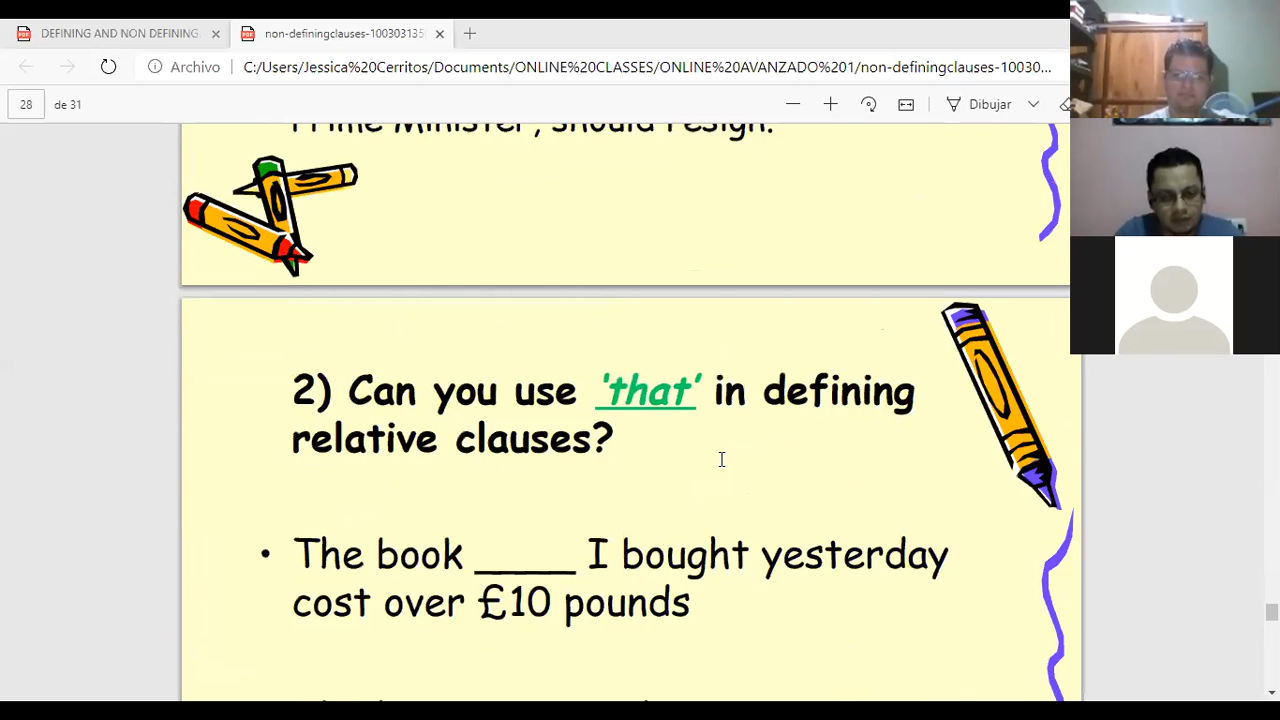 DEFINING AND NON DEFINING
non-definingclauses-100303135
Archivo
C:/Users/Jessica%20Cerritos/Documents/ONLINE%20CLASSES/ONLINE%20AVANZADO%201/non-definingclauses-10030...
28 de 31
Dibujar
Prime Minister, should resign.
2) Can you use 'that' in defining
relative clauses?
• The book ____ I bought yesterday
cost over £10 pounds